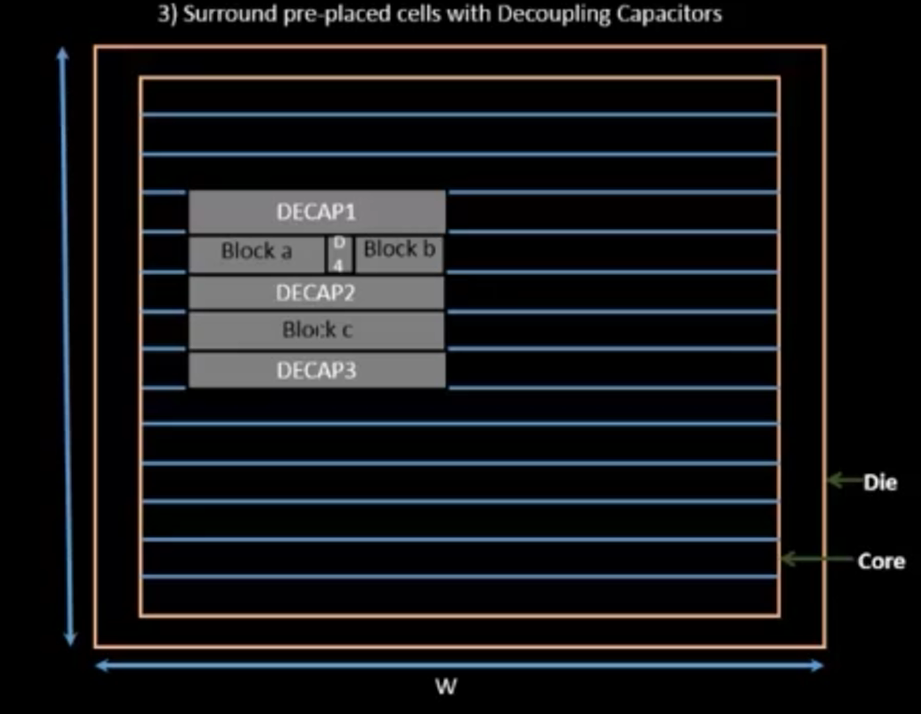 3) Surround pre-placed cells with Decoupling Capacitors
DECAP1
Block a
D
4
Block b
DECAP2
Block c
DECAP3
Die
Core
W